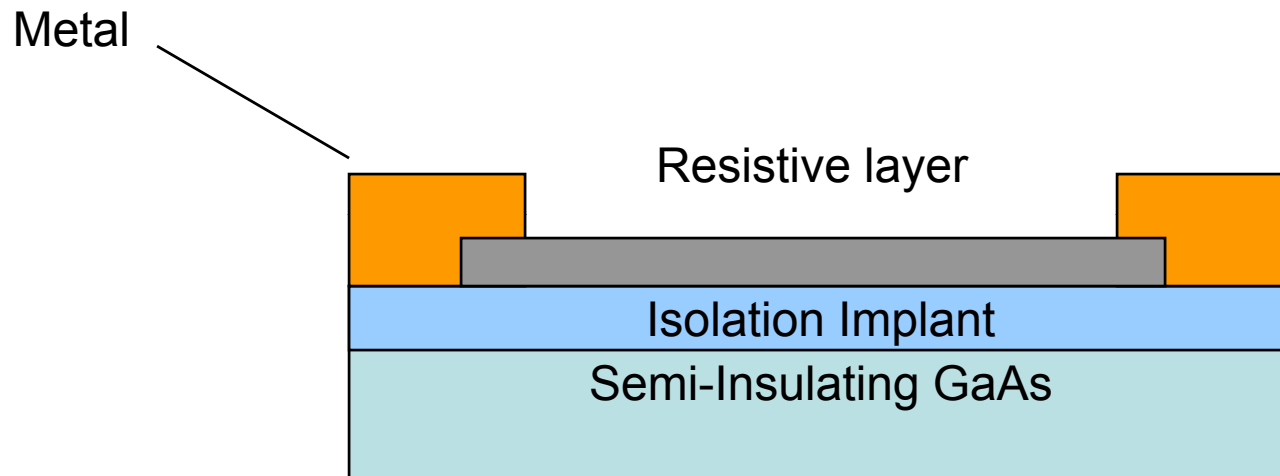 Metal
Resistive layer
Isolation Implant
Semi-Insulating GaAs